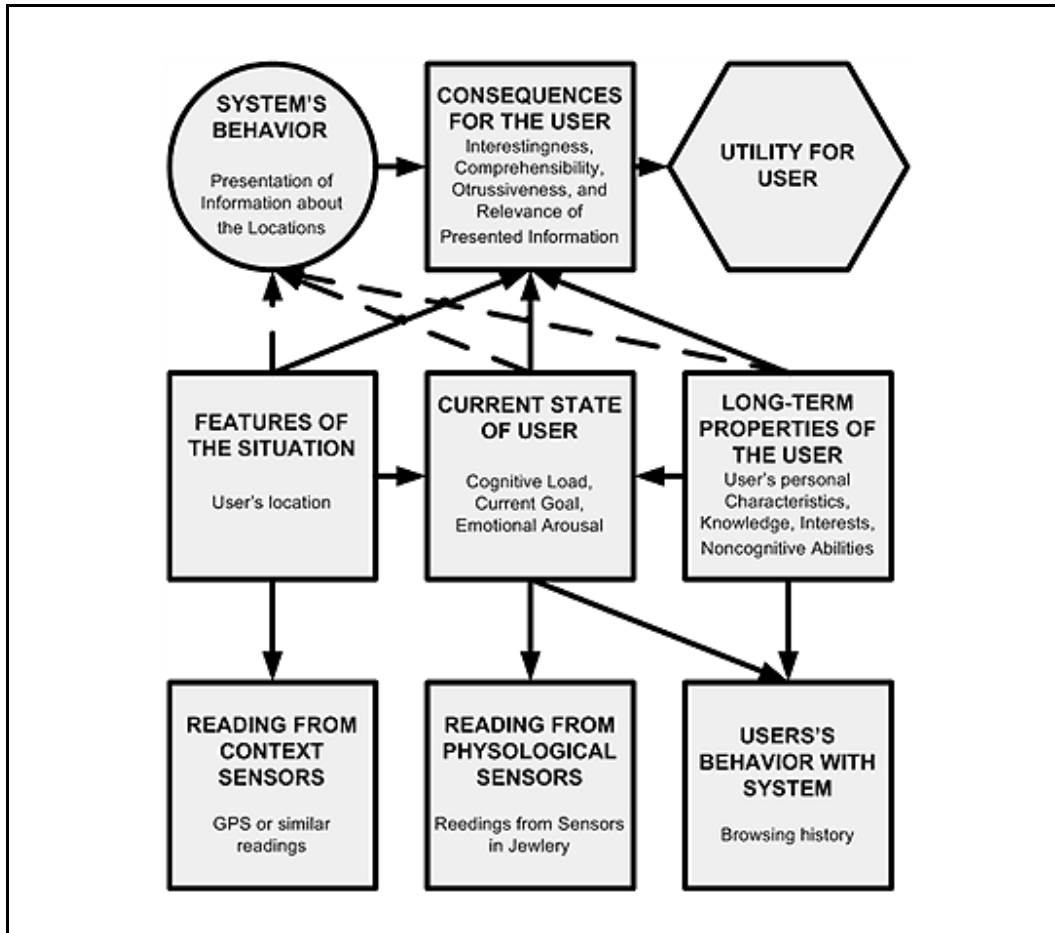 SYSTEM'S
BEHAVIOR
Presentation of
Information about
the Locations
CONSEQUENCES
FOR THE USER
Interestingness,
Comprehensibility,
Otrussiveness, and
Relevance of
Presented Information
UTILITY FOR
USER
FEATURES OF
THE SITUATION
User's location
CURRENT STATE
OF USER
Cognitive Load,
Current Goal,
Emotional Arousal
LONG-TERM
PROPERTIES OF
THE USER
User's personal
Characteristics,
Knowledge, Interests,
Noncognitive Abilities
READING FROM
CONTEXT
SENSORS
GPS or similar
readings
READING FROM
PHYSOLOGICAL
SENSORS
Reedings from Sensors
in Jewlery
USERS'S
BEHAVIOR WITH
SYSTEM
Browsing history